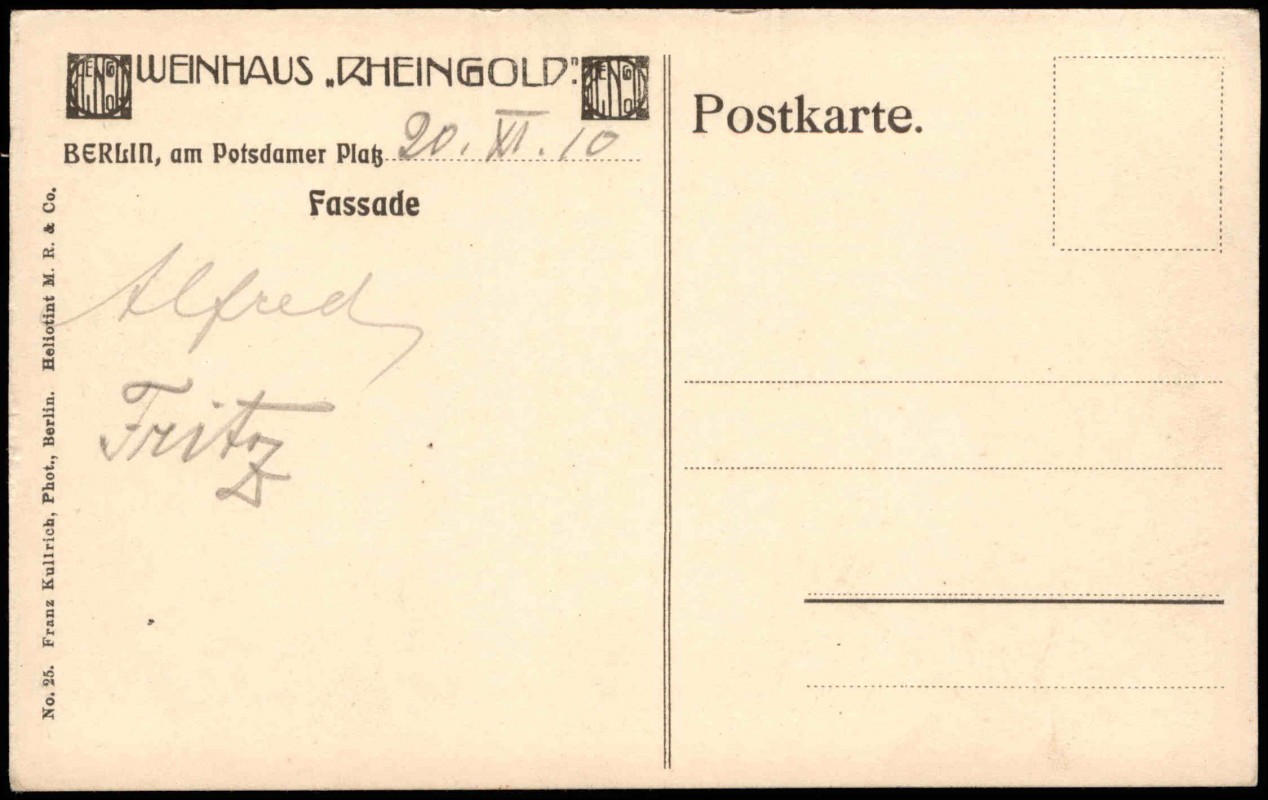 WEINHAUS „RHEINGOLD".
BERLIN, am Potsdamer Platz 20. XI. 10
Fassade
Alfred
Fritz
No. 25. Franz Kullrich, Phot., Berlin. Heliotint M. R. & Co.
Postkarte.